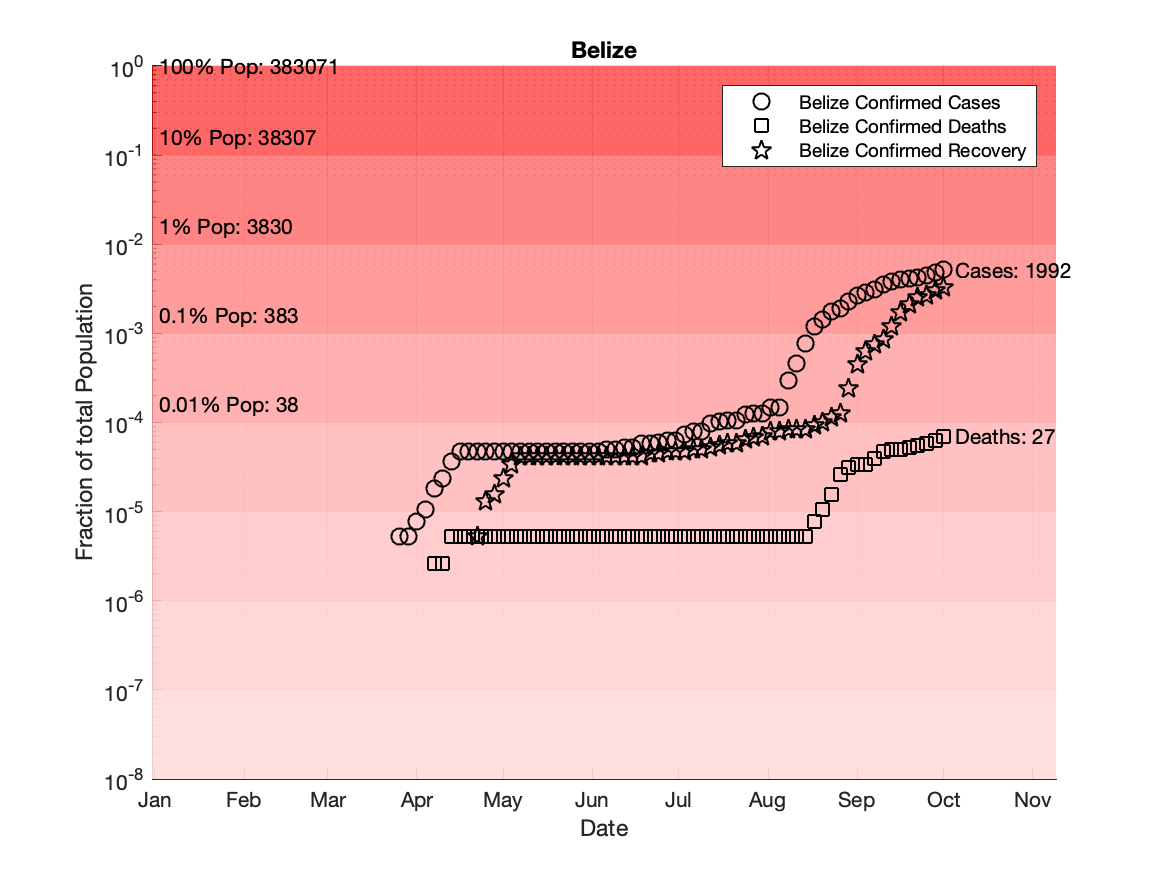 Belize
10^0
100% Pop: 383071
Belize Confirmed Cases
Belize Confirmed Deaths
Belize Confirmed Recovery
10% Pop: 38307
10^-1
1% Pop: 3830
10^-2
Cases: 1992
0.1% Pop: 383
10^-3
0.01% Pop: 38
10^-4
Deaths: 27
10^-5
10^-6
10^-7
10^-8
Fraction of total Population
Jan Feb Mar Apr May Jun Jul Aug Sep Oct Nov
Date